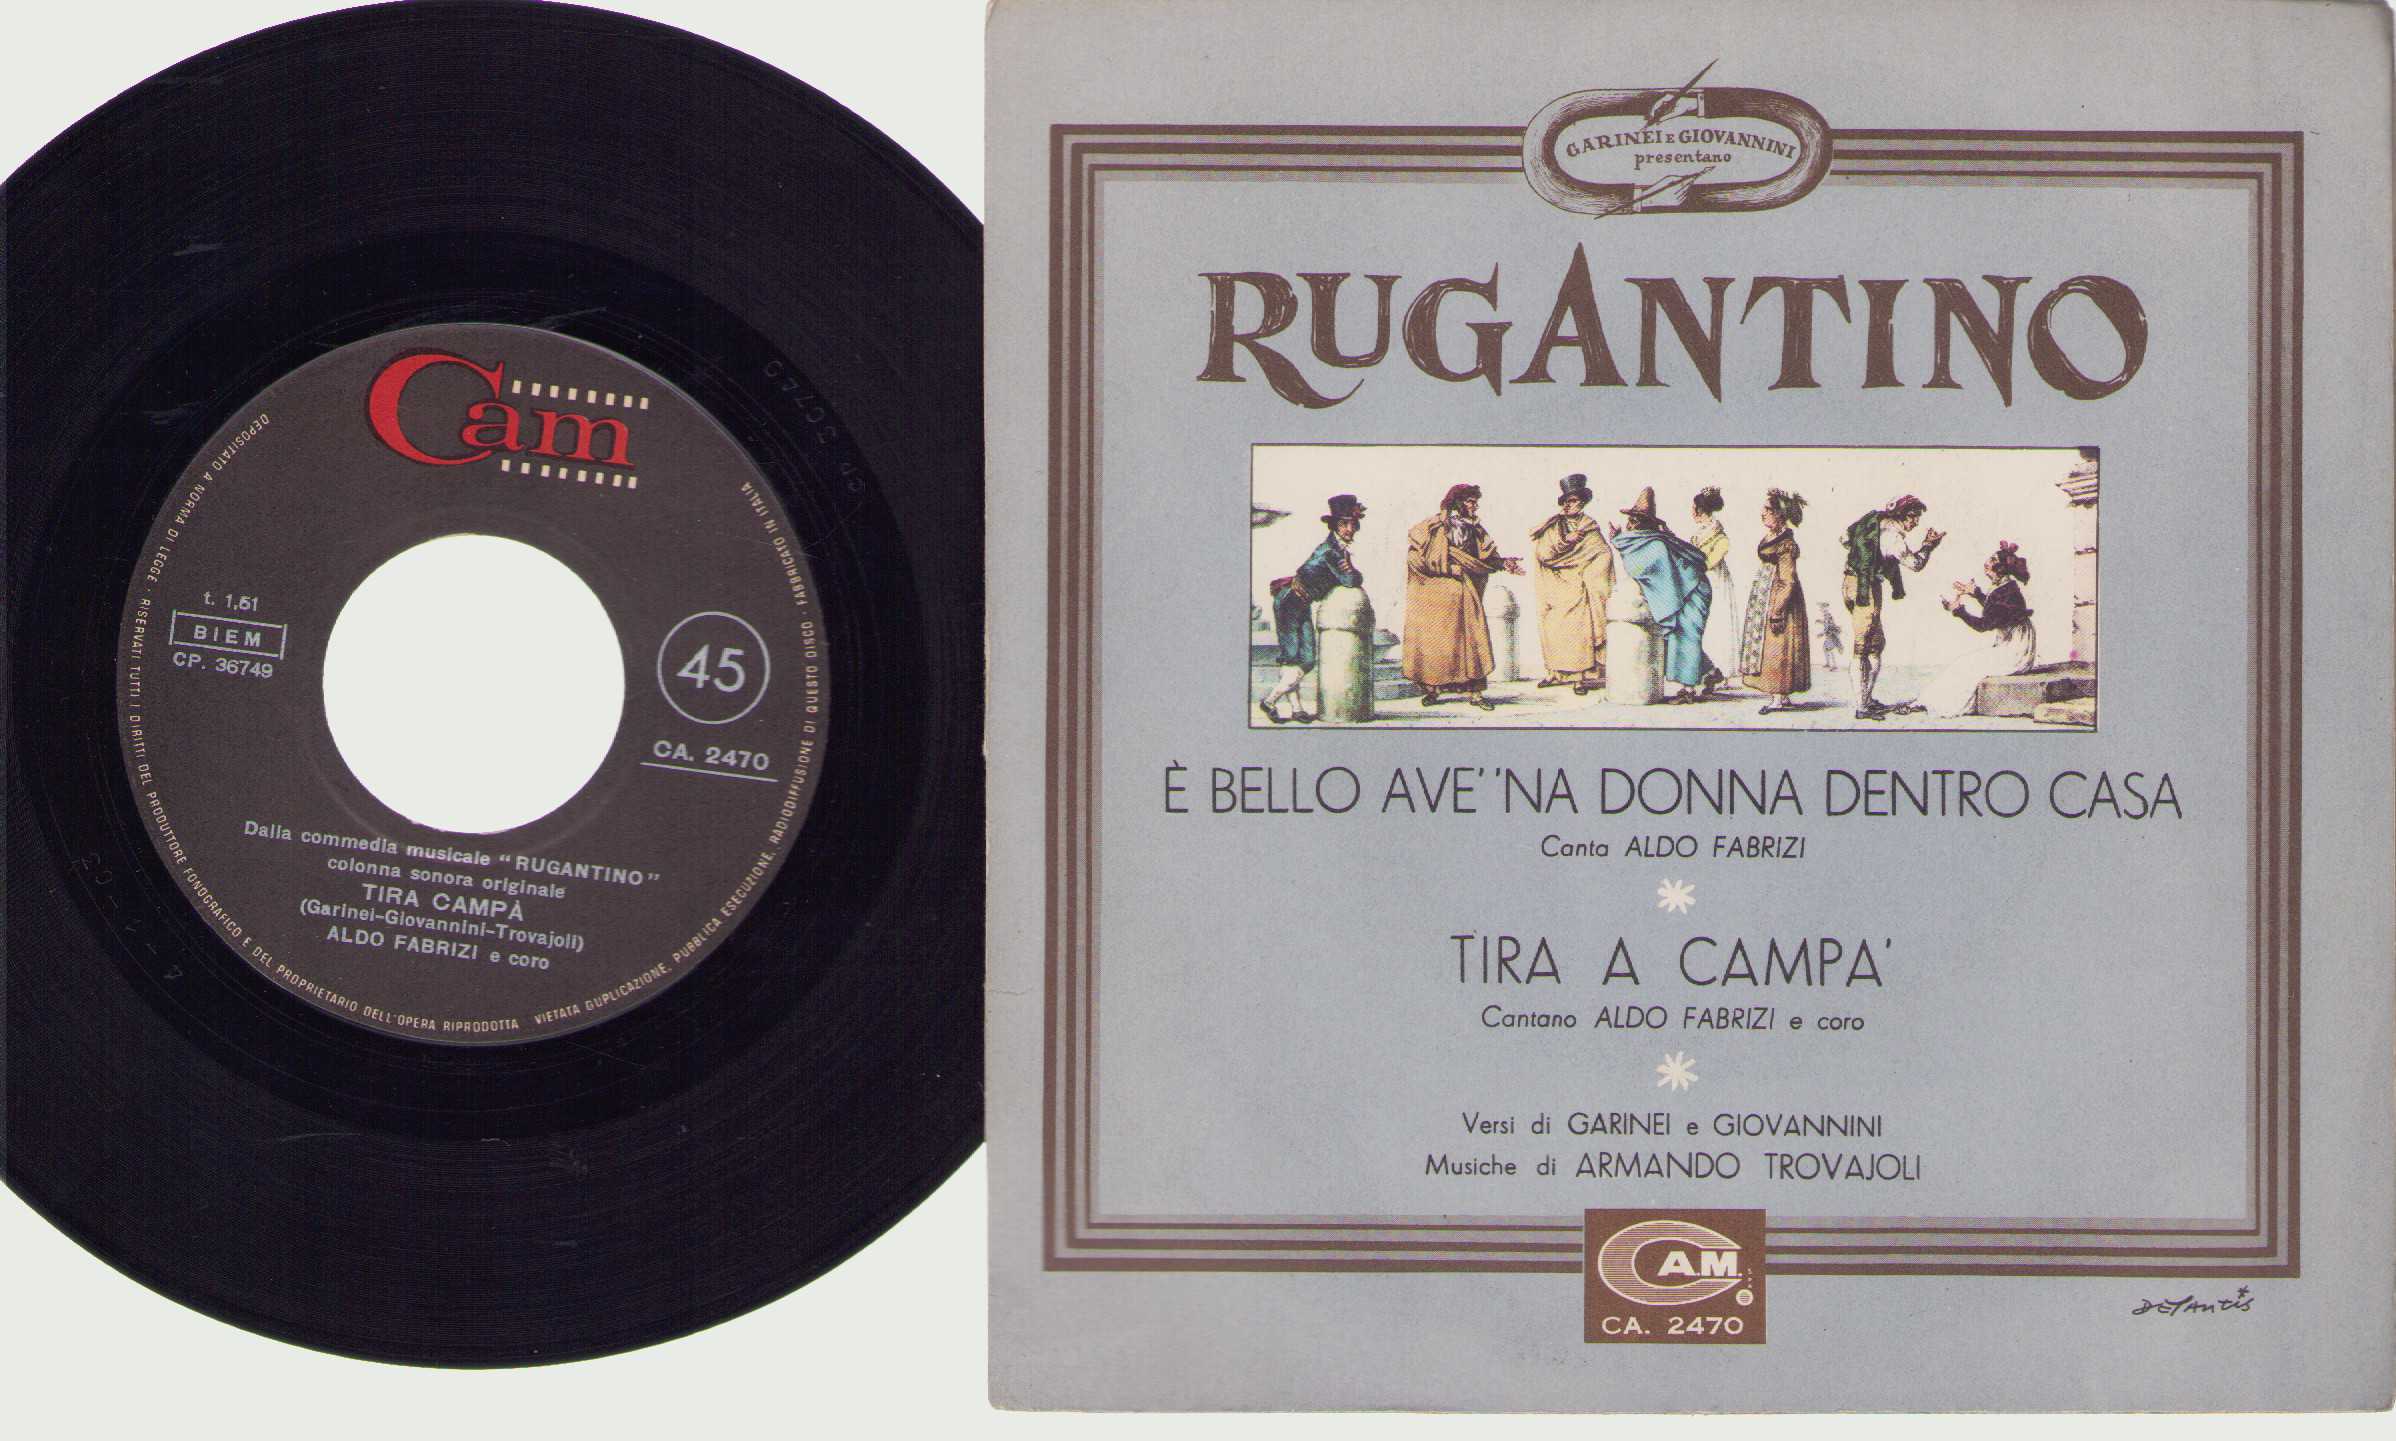 Cam
DEPOSITATO A NORMA DI LEGGE · RISERVATI TUTTI I DIRITTI DEL PRODUTTORE FONOGRAFICO E DEL PROPRIETARIO DELL'OPERA RIPRODOTTA
VIETATA DUPLICAZIONE, PUBBLICA ESECUZIONE, RADIODIFFUSIONE DI QUESTO DISCO · FABBRICATO IN ITALIA
t. 1,51
BIEM
CP. 36749
45
CA. 2470
Dalla commedia musicale "RUGANTINO"
colonna sonora originale
TIRA CAMPÀ
(Garinei-Giovannini-Trovajoli)
ALDO FABRIZI e coro
CP 36749
GARINEI E GIOVANNINI
presentano
RUGANTINO
È BELLO AVE' 'NA DONNA DENTRO CASA
Canta ALDO FABRIZI
TIRA A CAMPA'
Cantano ALDO FABRIZI e coro
Versi di GARINEI e GIOVANNINI
Musiche di ARMANDO TROVAJOLI
C.A.M.
CA. 2470
DeSantis